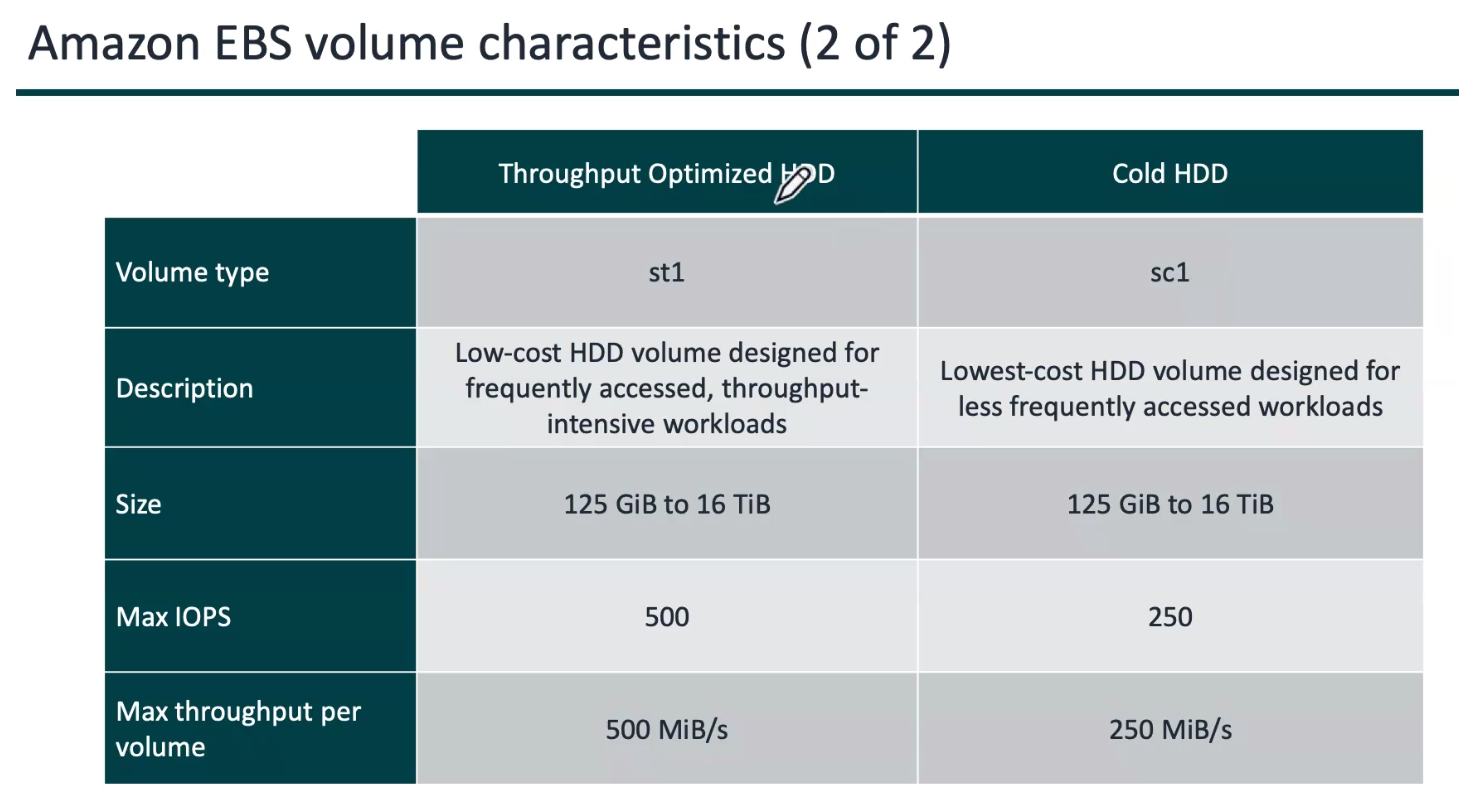 Amazon EBS volume characteristics (2 of 2)
Throughput Optimized HDD
Cold HDD
Volume type
st1
sc1
Description
Low-cost HDD volume designed for
frequently accessed, throughput-
intensive workloads
Lowest-cost HDD volume designed for
less frequently accessed workloads
Size
125 GiB to 16 TiB
125 GiB to 16 TiB
Max IOPS
500
250
Max throughput per
volume
500 MiB/s
250 MiB/s